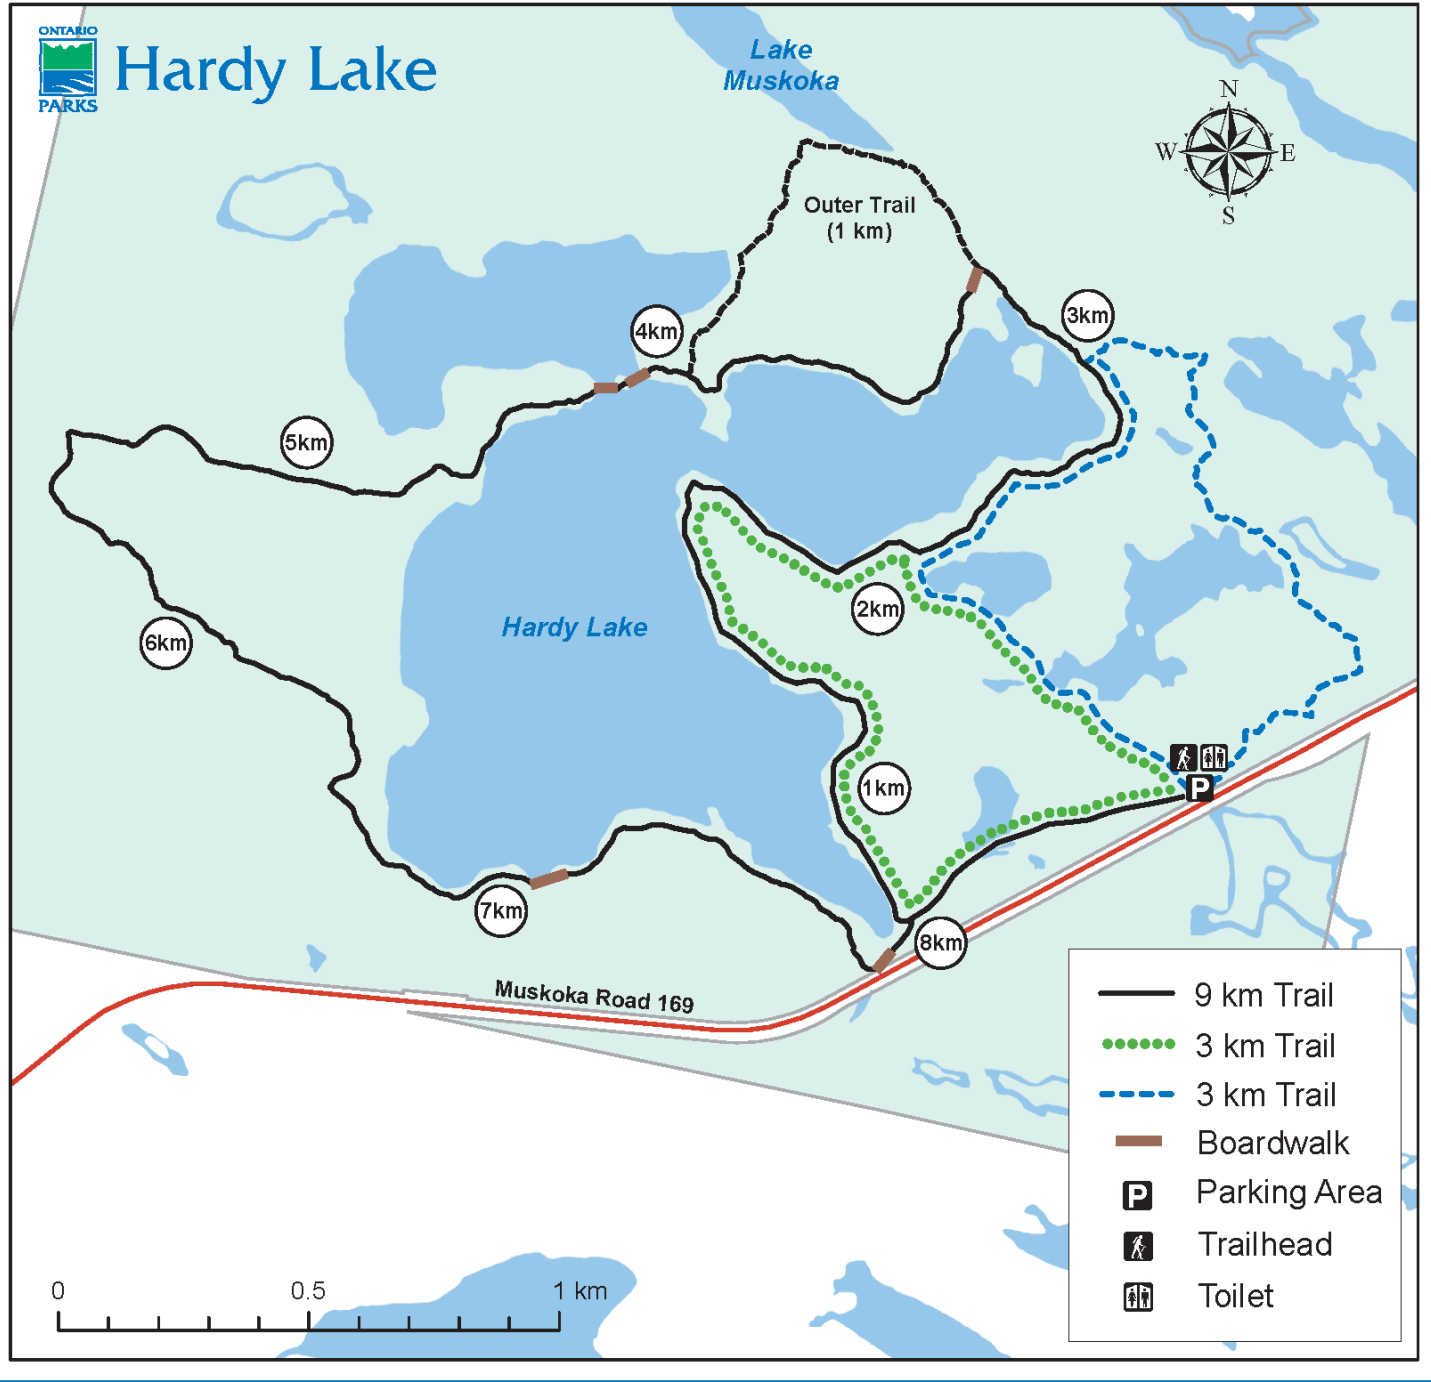 ONTARIO
PARKS
Hardy Lake
Lake
Muskoka
N
W
E
S
Outer Trail
(1 km)
3km
4km
5km
2km
Hardy Lake
6km
1km
P
7km
8km
Muskoka Road 169
9 km Trail
3 km Trail
3 km Trail
Boardwalk
P Parking Area
Trailhead
Toilet
0 0.5 1 km